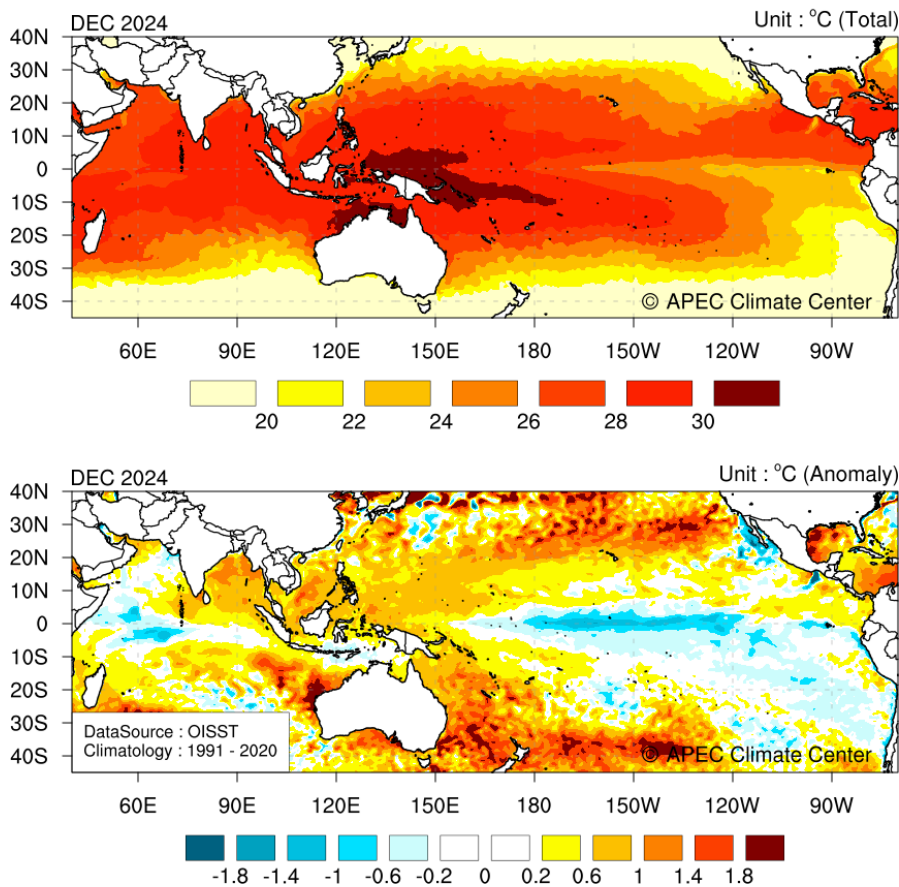 DEC 2024 Unit : °C (Total)
40N
30N
20N
10N
0
10S
20S
30S
40S
© APEC Climate Center
60E 90E 120E 150E 180 150W 120W 90W
20 22 24 26 28 30
DEC 2024 Unit : °C (Anomaly)
40N
30N
20N
10N
0
10S
20S
30S
40S
DataSource : OISST
Climatology : 1991 - 2020
© APEC Climate Center
60E 90E 120E 150E 180 150W 120W 90W
-1.8 -1.4 -1 -0.6 -0.2 0 0.2 0.6 1 1.4 1.8